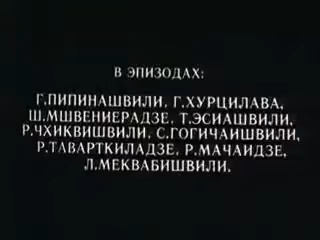 В ЭПИЗОДАХ:
Г.ПИПИНАШВИЛИ, Г.ХУРЦИЛАВА,
Ш.МШВЕНИЕРАДЗЕ, Т.ЭСИАШВИЛИ,
Р.ЧХИКВИШВИЛИ, С.ГОГИЧАИШВИЛИ,
Р.ТАВАРТКИЛАДЗЕ, Р.МАЧАИДЗЕ,
Л.МЕКВАБИШВИЛИ.